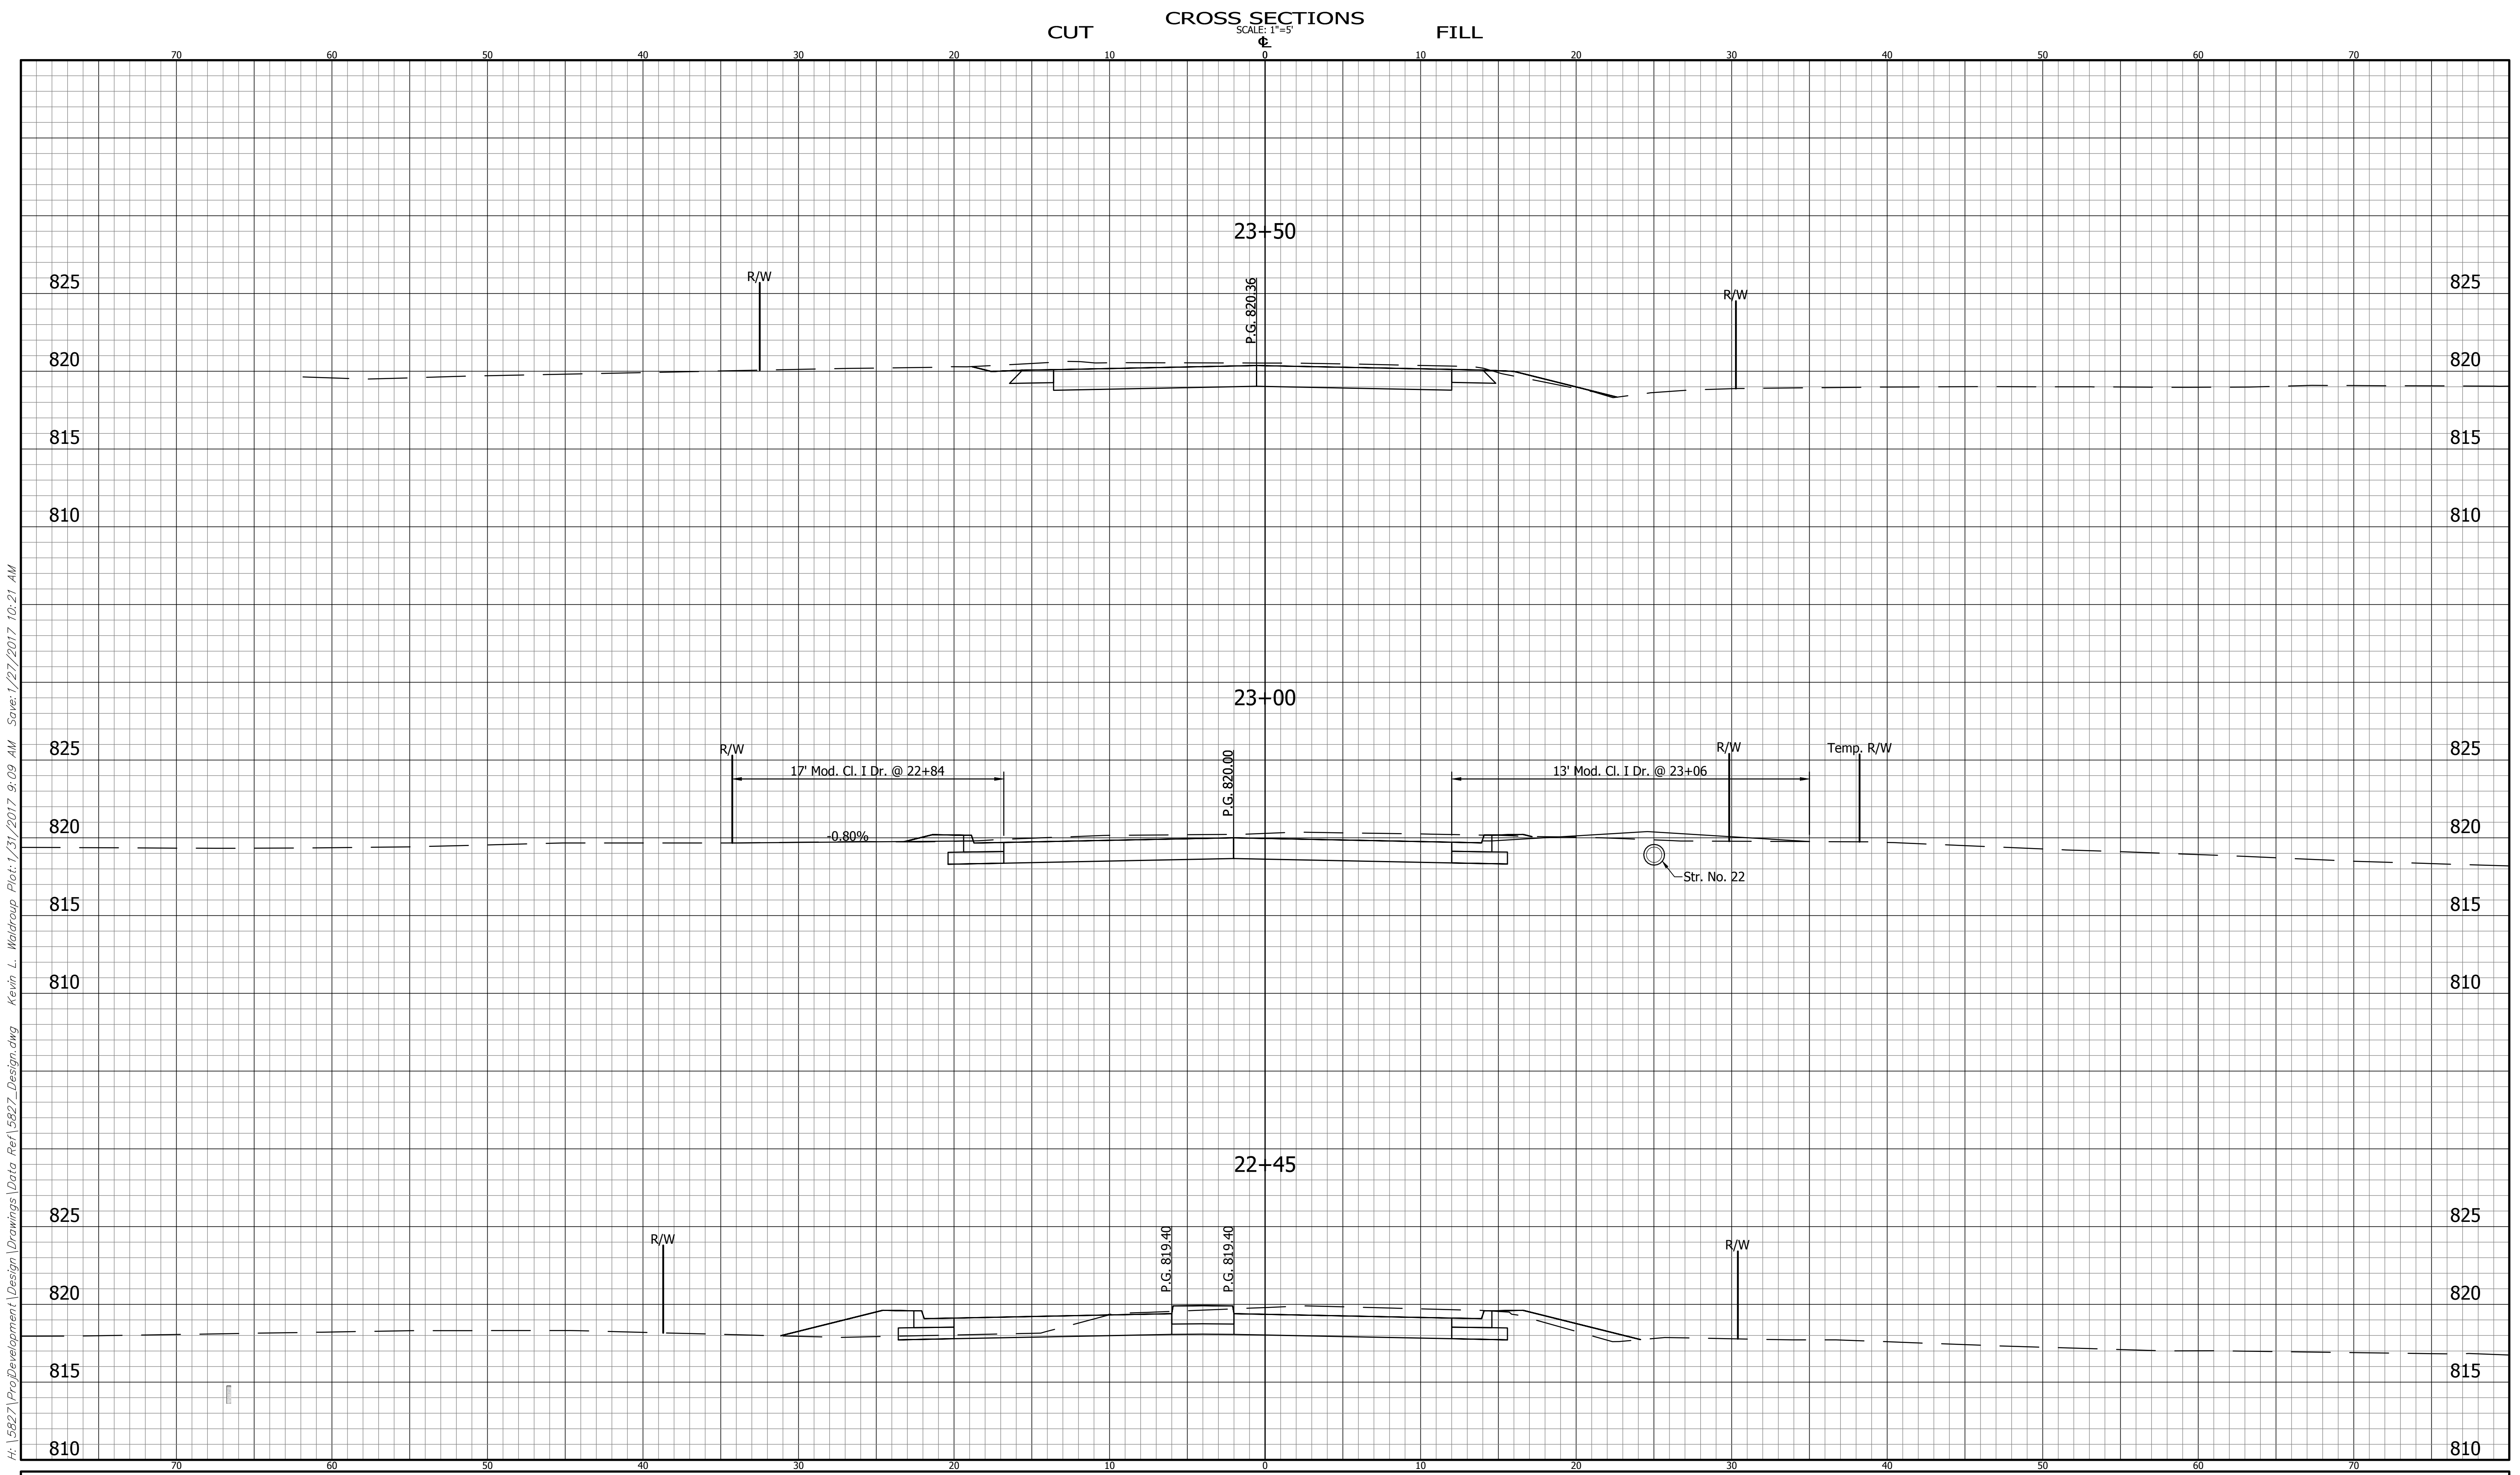 CROSS SECTIONS
SCALE: 1"=5'
CUT
FILL
℄
70 60 50 40 30 20 10 0 10 20 30 40 50 60 70
23+50
825 825
R/W
R/W
P.G. 820.36
820 820
815 815
810 810
23+00
825 825
R/W
R/W
Temp. R/W
17' Mod. Cl. I Dr. @ 22+84
P.G. 820.00
13' Mod. Cl. I Dr. @ 23+06
820 820
-0.80%
Str. No. 22
815 815
810 810
22+45
825 825
R/W
R/W
P.G. 819.40
P.G. 819.40
820 820
815 815
810 810
70 60 50 40 30 20 10 0 10 20 30 40 50 60 70
H:\5827\ProjDevelopment\Design\Drawings\Data Ref\5827_Design.dwg Kevin L. Waldroup Plot:1/31/2017 9:09 AM Save:1/27/2017 10:21 AM